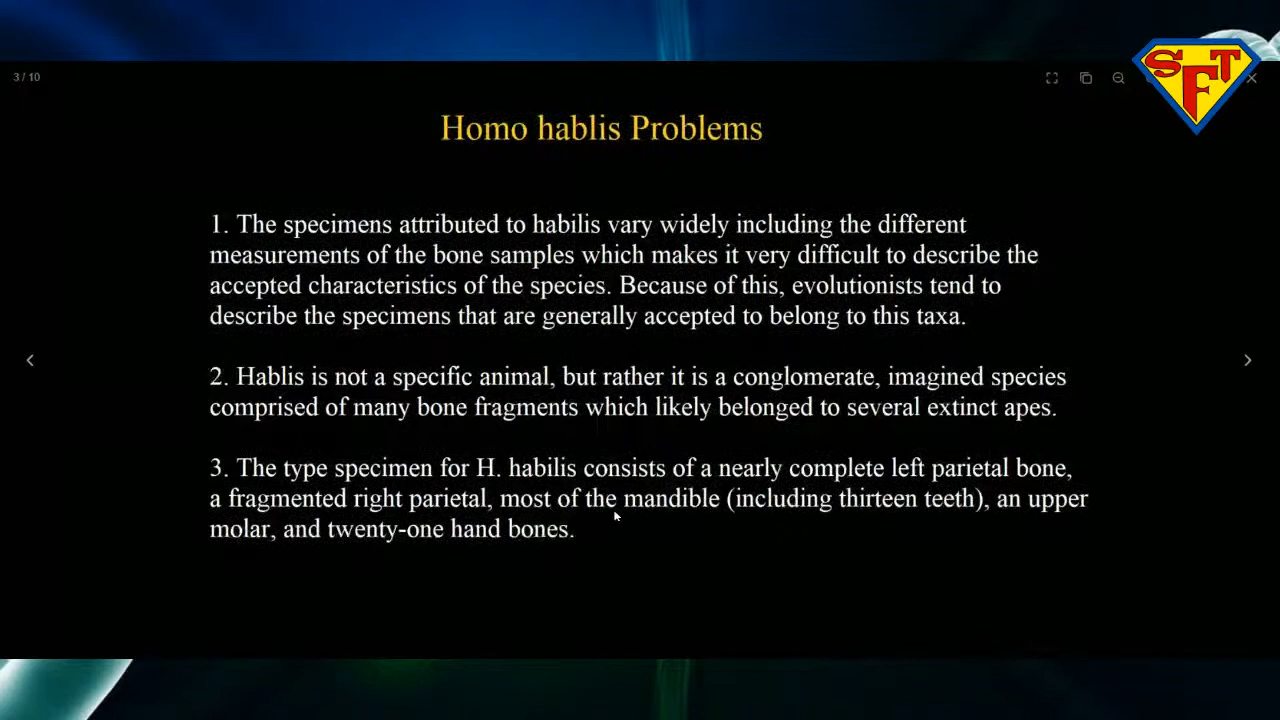 3 / 10
SFT
Homo hablis Problems
1. The specimens attributed to habilis vary widely including the different
measurements of the bone samples which makes it very difficult to describe the
accepted characteristics of the species. Because of this, evolutionists tend to
describe the specimens that are generally accepted to belong to this taxa.
2. Hablis is not a specific animal, but rather it is a conglomerate, imagined species
comprised of many bone fragments which likely belonged to several extinct apes.
3. The type specimen for H. habilis consists of a nearly complete left parietal bone,
a fragmented right parietal, most of the mandible (including thirteen teeth), an upper
molar, and twenty-one hand bones.